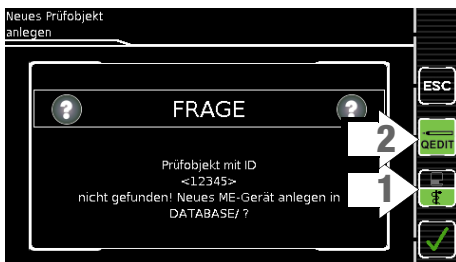 Neues Prüfobjekt
anlegen
ESC
FRAGE
2
QEDIT
Prüfobjekt mit ID
<12345>
1
nicht gefunden! Neues ME-Gerät anlegen in
DATABASE/ ?